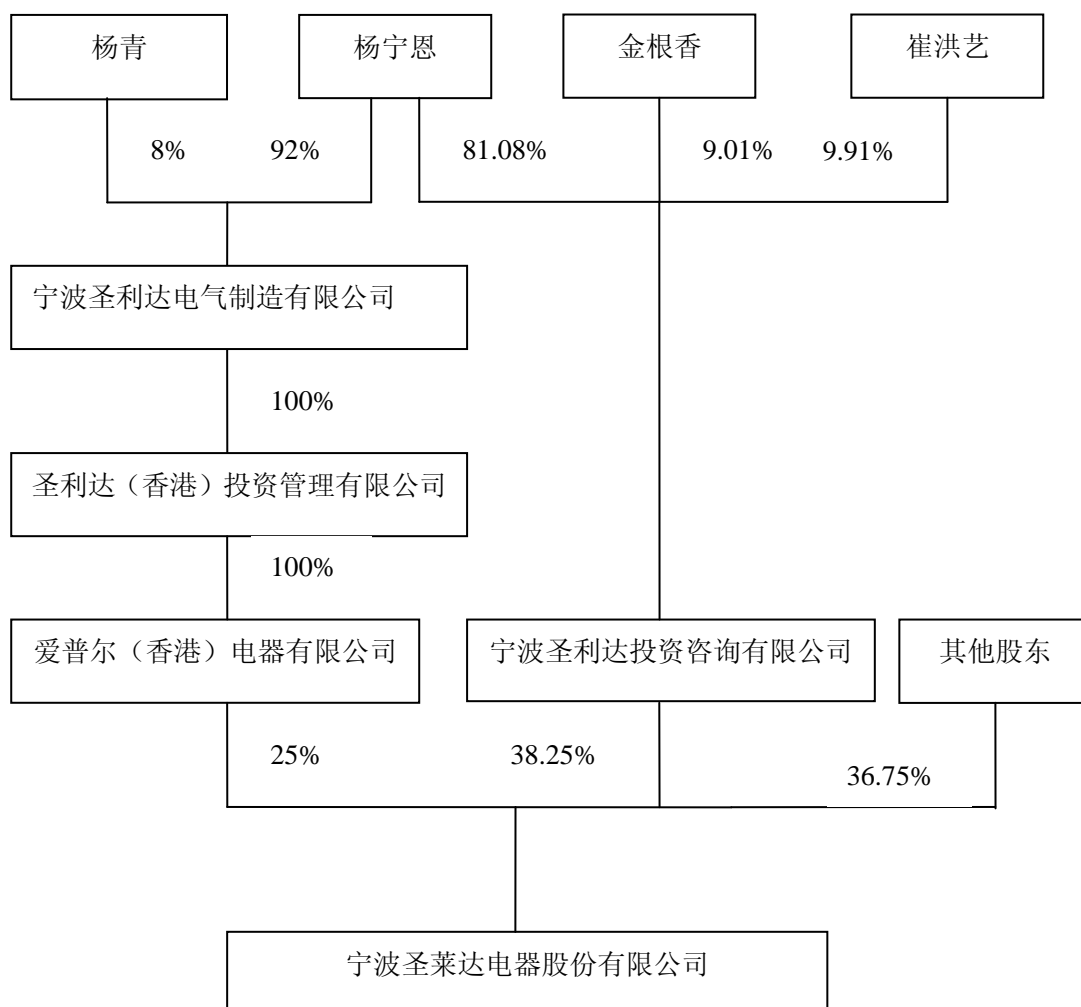 杨青
杨宁恩
金根香
崔洪艺
8%
92%
81.08%
9.01%
9.91%
宁波圣利达电气制造有限公司
100%
圣利达（香港）投资管理有限公司
100%
爱普尔（香港）电器有限公司
宁波圣利达投资咨询有限公司
其他股东
25%
38.25%
36.75%
宁波圣莱达电器股份有限公司